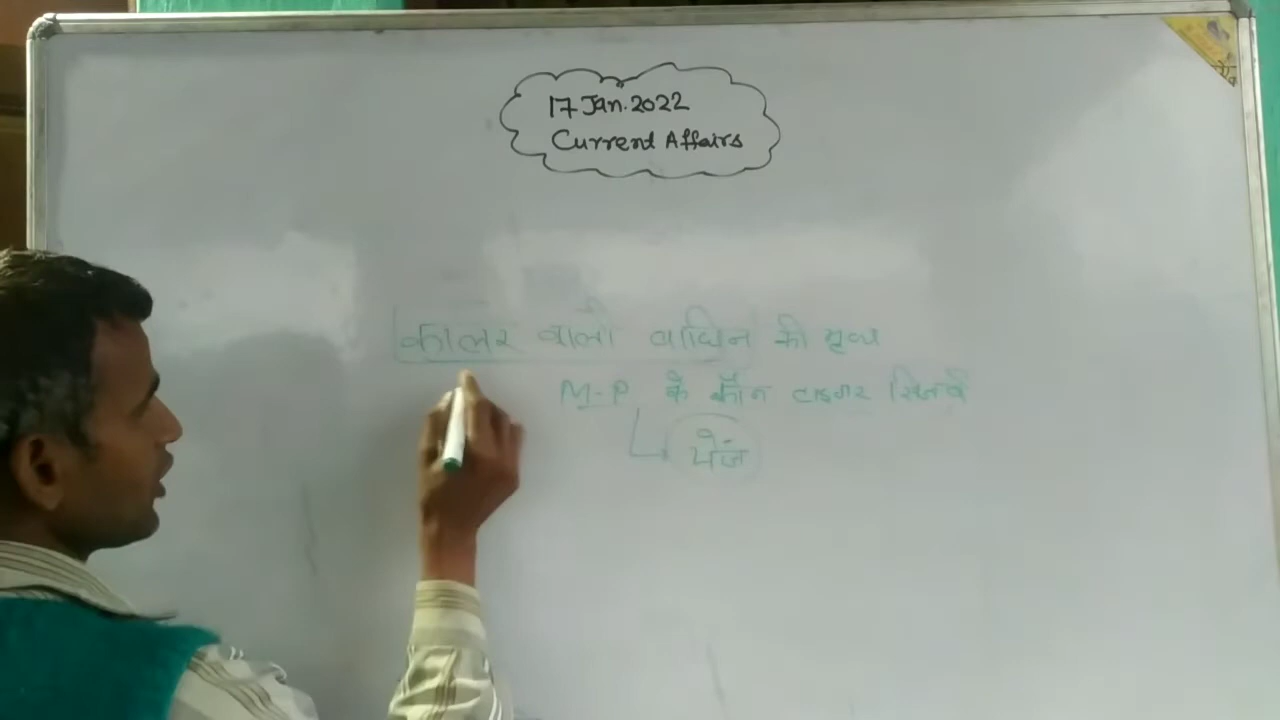 17 Jan. 2022
Current Affairs
कालर वाली बाघिन की मृत्यु
M-P के कौन टाइगर रिजर्व
पेंज